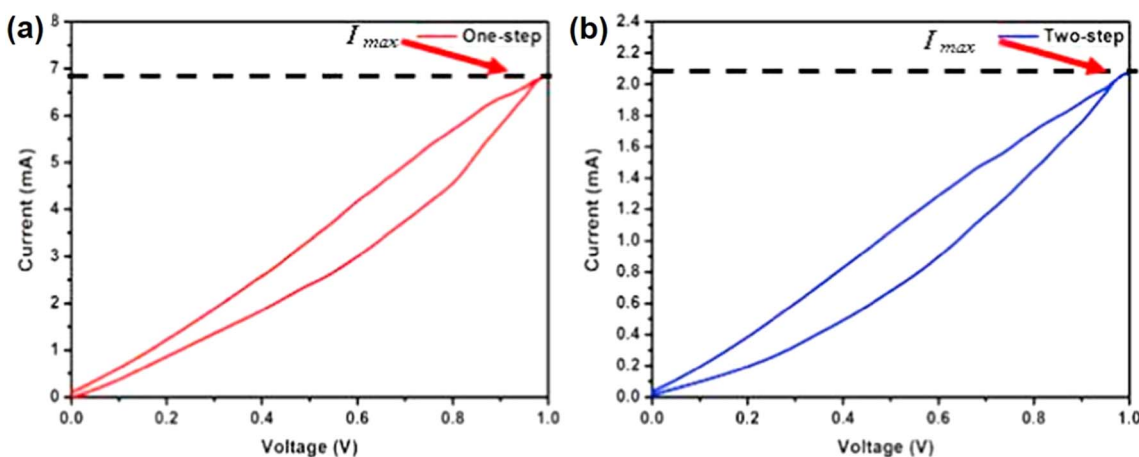 (a)
I max
One-step
8
7
6
5
4
3
2
1
0
Current (mA)
0.0 0.2 0.4 0.6 0.8 1.0
Voltage (V)
(b)
I max
Two-step
2.4
2.2
2.0
1.8
1.6
1.4
1.2
1.0
0.8
0.6
0.4
0.2
0.0
Current (mA)
0.0 0.2 0.4 0.6 0.8 1.0
Voltage (V)